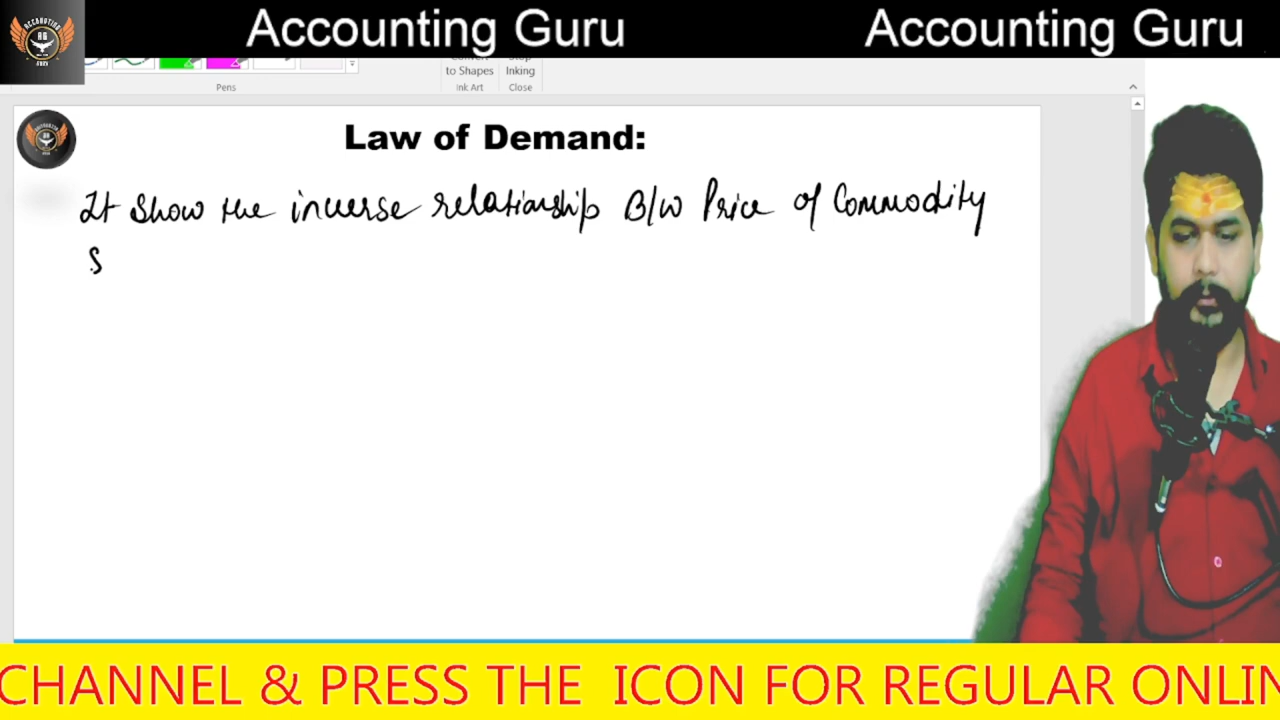 Accounting Guru
Accounting Guru
to Shapes
Inking
Pens
Ink Art
Close
Law of Demand:
It Show the inverse relationship B/w Price of Commodity
S
CHANNEL & PRESS THE ICON FOR REGULAR ONLIN